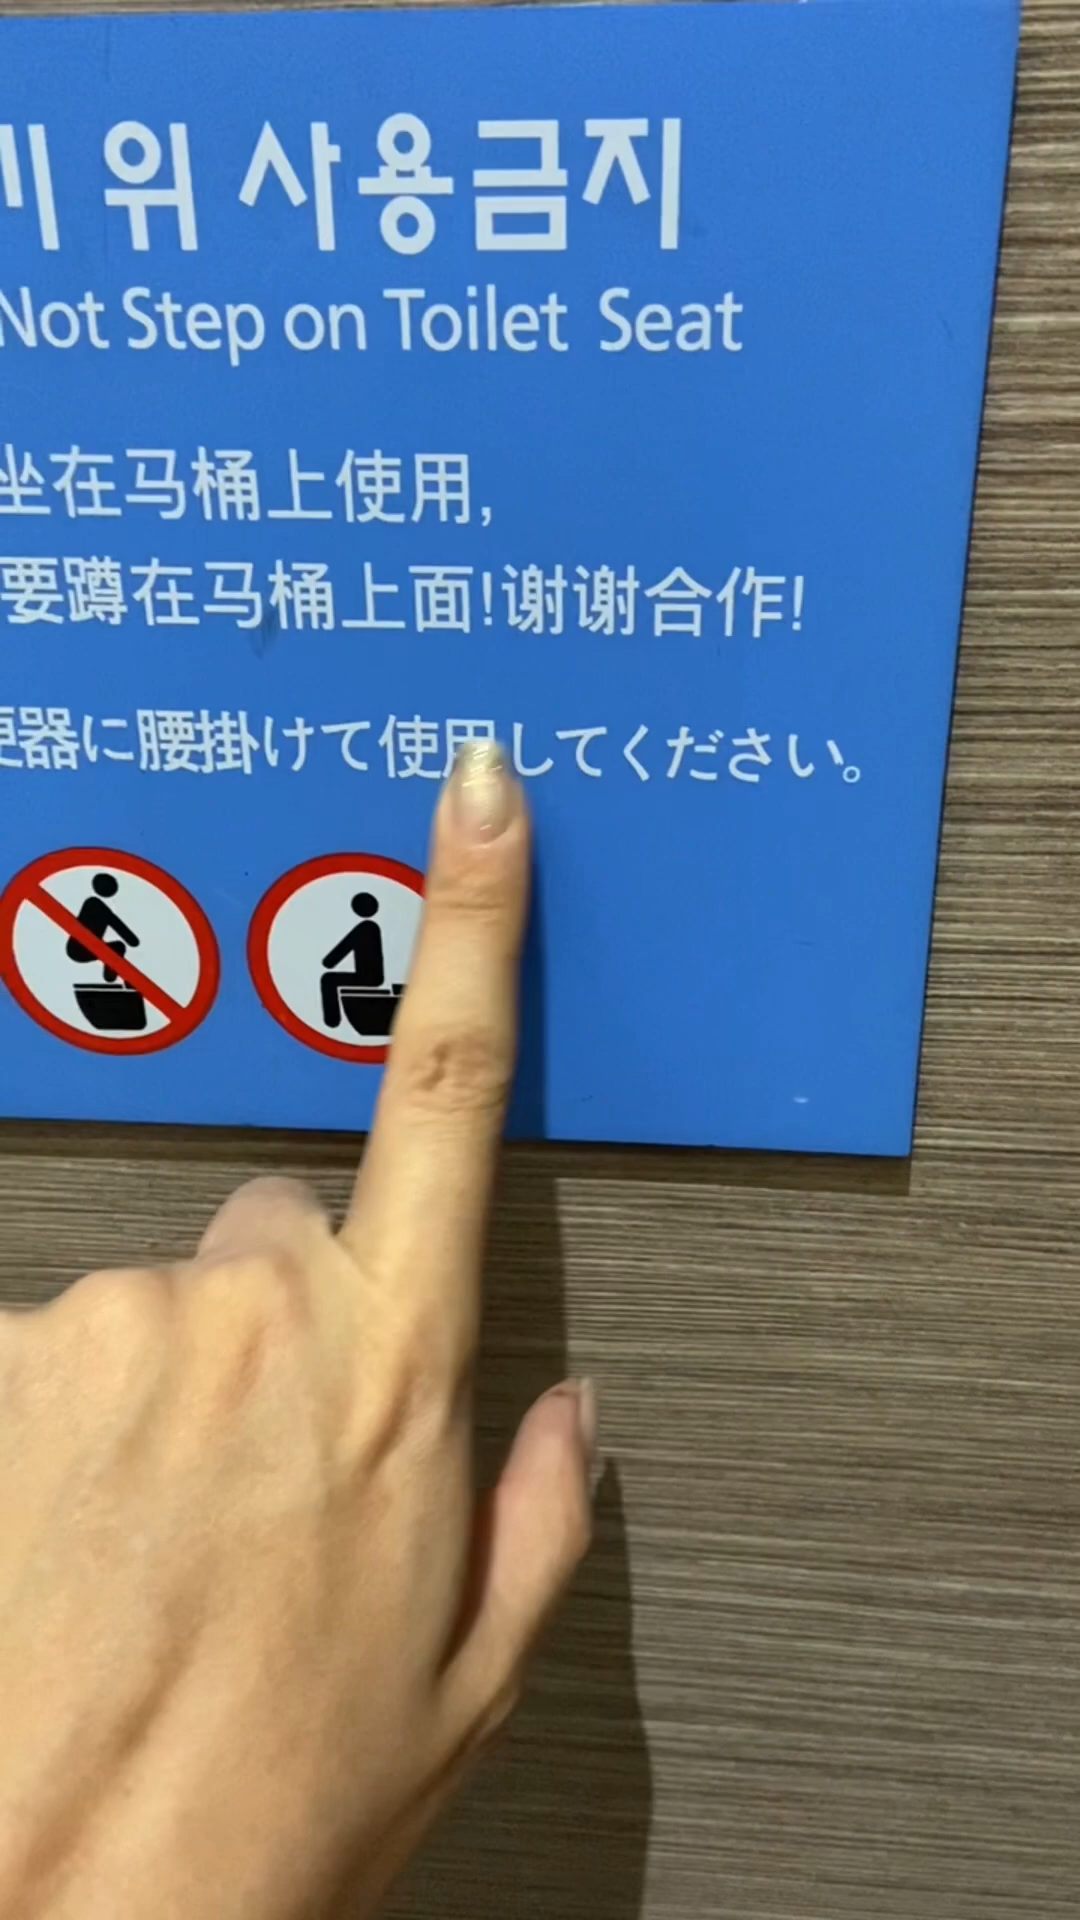 위 사용금지
Not Step on Toilet Seat
坐在马桶上使用,
要蹲在马桶上面!谢谢合作!
便器に腰掛けて使用してください。